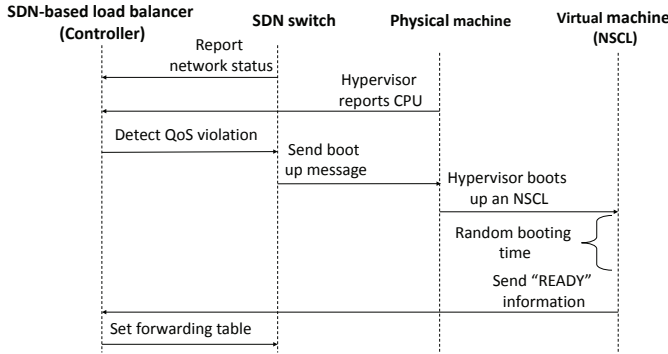 SDN-based load balancer
(Controller)
SDN switch
Physical machine
Virtual machine
(NSCL)
Report
network status
Hypervisor
reports CPU
Detect QoS violation
Send boot
up message
Hypervisor boots
up an NSCL
Random booting
time
Send “READY”
information
Set forwarding table